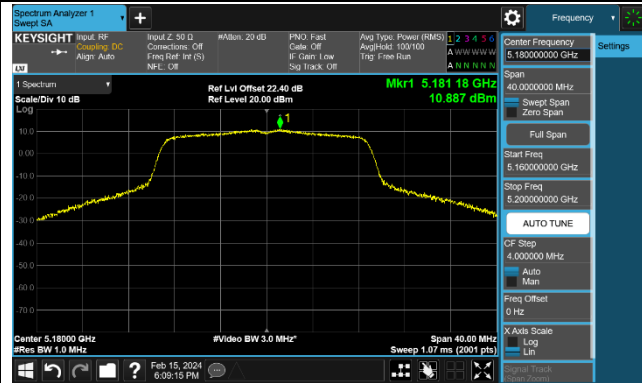 Spectrum Analyzer 1
Swept SA
Frequency
KEYSIGHT
Input: RF
Coupling: DC
Align: Auto
Input Z: 50 Ω
Corrections: Off
Freq Ref: Int (S)
NFE: Off
#Atten: 20 dB
PNO: Fast
Gate: Off
IF Gain: Low
Sig Track: Off
Avg Type: Power (RMS)
Avg|Hold: 100/100
Trig: Free Run
1 2 3 4 5 6
A W W W W W
A N N N N N
LXI
1 Spectrum
Scale/Div 10 dB
Log
Ref Lvl Offset 22.40 dB
Ref Level 20.00 dBm
Mkr1 5.181 18 GHz
10.887 dBm
1
10.0
0.00
-10.0
-20.0
-30.0
-40.0
-50.0
-60.0
-70.0
Center 5.18000 GHz
#Res BW 1.0 MHz
#Video BW 3.0 MHz*
Span 40.00 MHz
Sweep 1.07 ms (2001 pts)
Center Frequency
5.180000000 GHz
Span
40.0000000 MHz
Swept Span
Zero Span
Full Span
Start Freq
5.160000000 GHz
Stop Freq
5.200000000 GHz
AUTO TUNE
CF Step
4.000000 MHz
Auto
Man
Freq Offset
0 Hz
X Axis Scale
Log
Lin
Signal Track
(Span Zoom)
Settings
Feb 15, 2024
6:09:15 PM